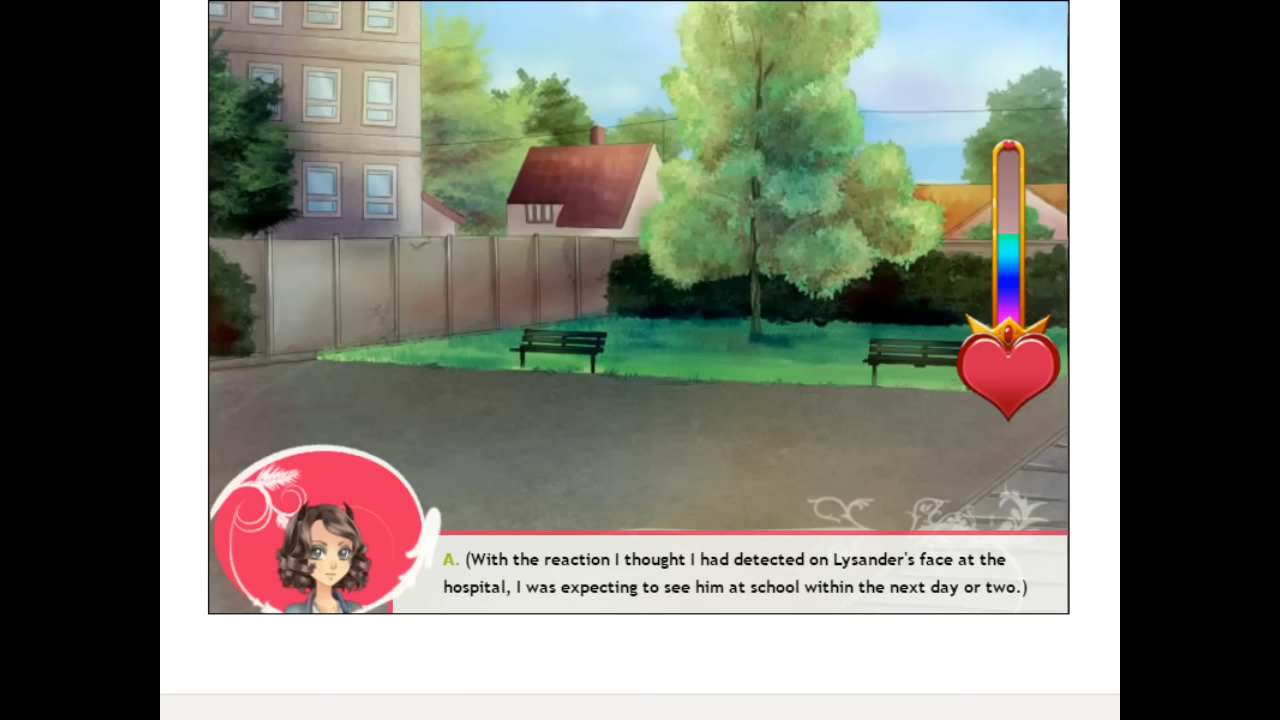 A. (With the reaction I thought I had detected on Lysander's face at the
hospital, I was expecting to see him at school within the next day or two.)